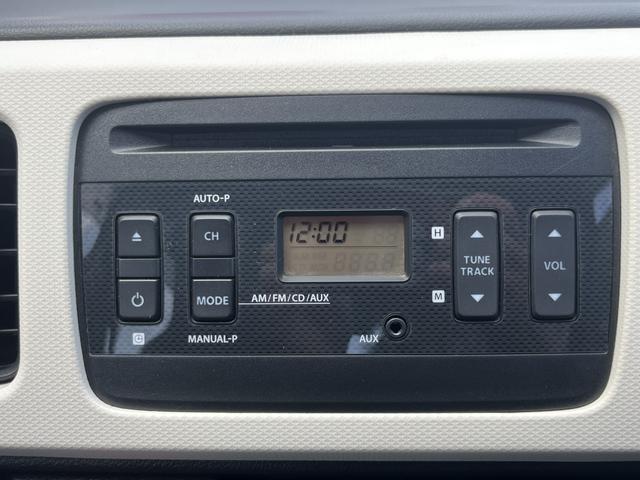 AUTO-P
CH
12:00
H
TUNE
TRACK
VOL
MODE
AM/FM/CD/AUX
M
MANUAL-P
AUX